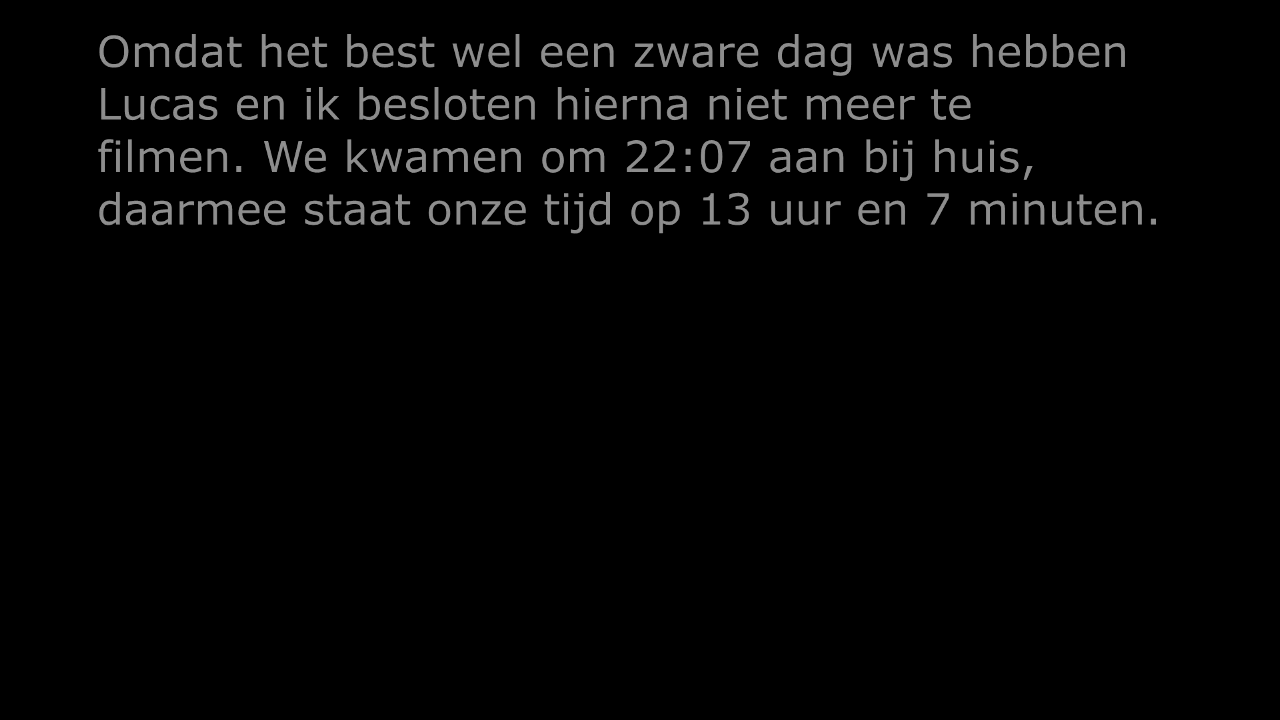 Omdat het best wel een zware dag was hebben
Lucas en ik besloten hierna niet meer te
filmen. We kwamen om 22:07 aan bij huis,
daarmee staat onze tijd op 13 uur en 7 minuten.